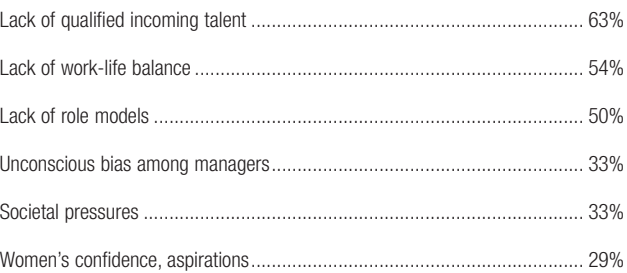 Lack of qualified incoming talent ........................................................................ 63%
Lack of work-life balance .................................................................................... 54%
Lack of role models ............................................................................................. 50%
Unconscious bias among managers.................................................................... 33%
Societal pressures ............................................................................................... 33%
Women’s confidence, aspirations........................................................................ 29%